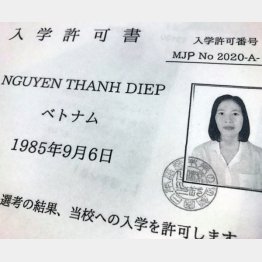 入学許可書
入学許可番号
MJP No 2020-A-
NGUYEN THANH DIEP
ベトナム
1985年9月6日
選考の結果、当校への入学を許可します